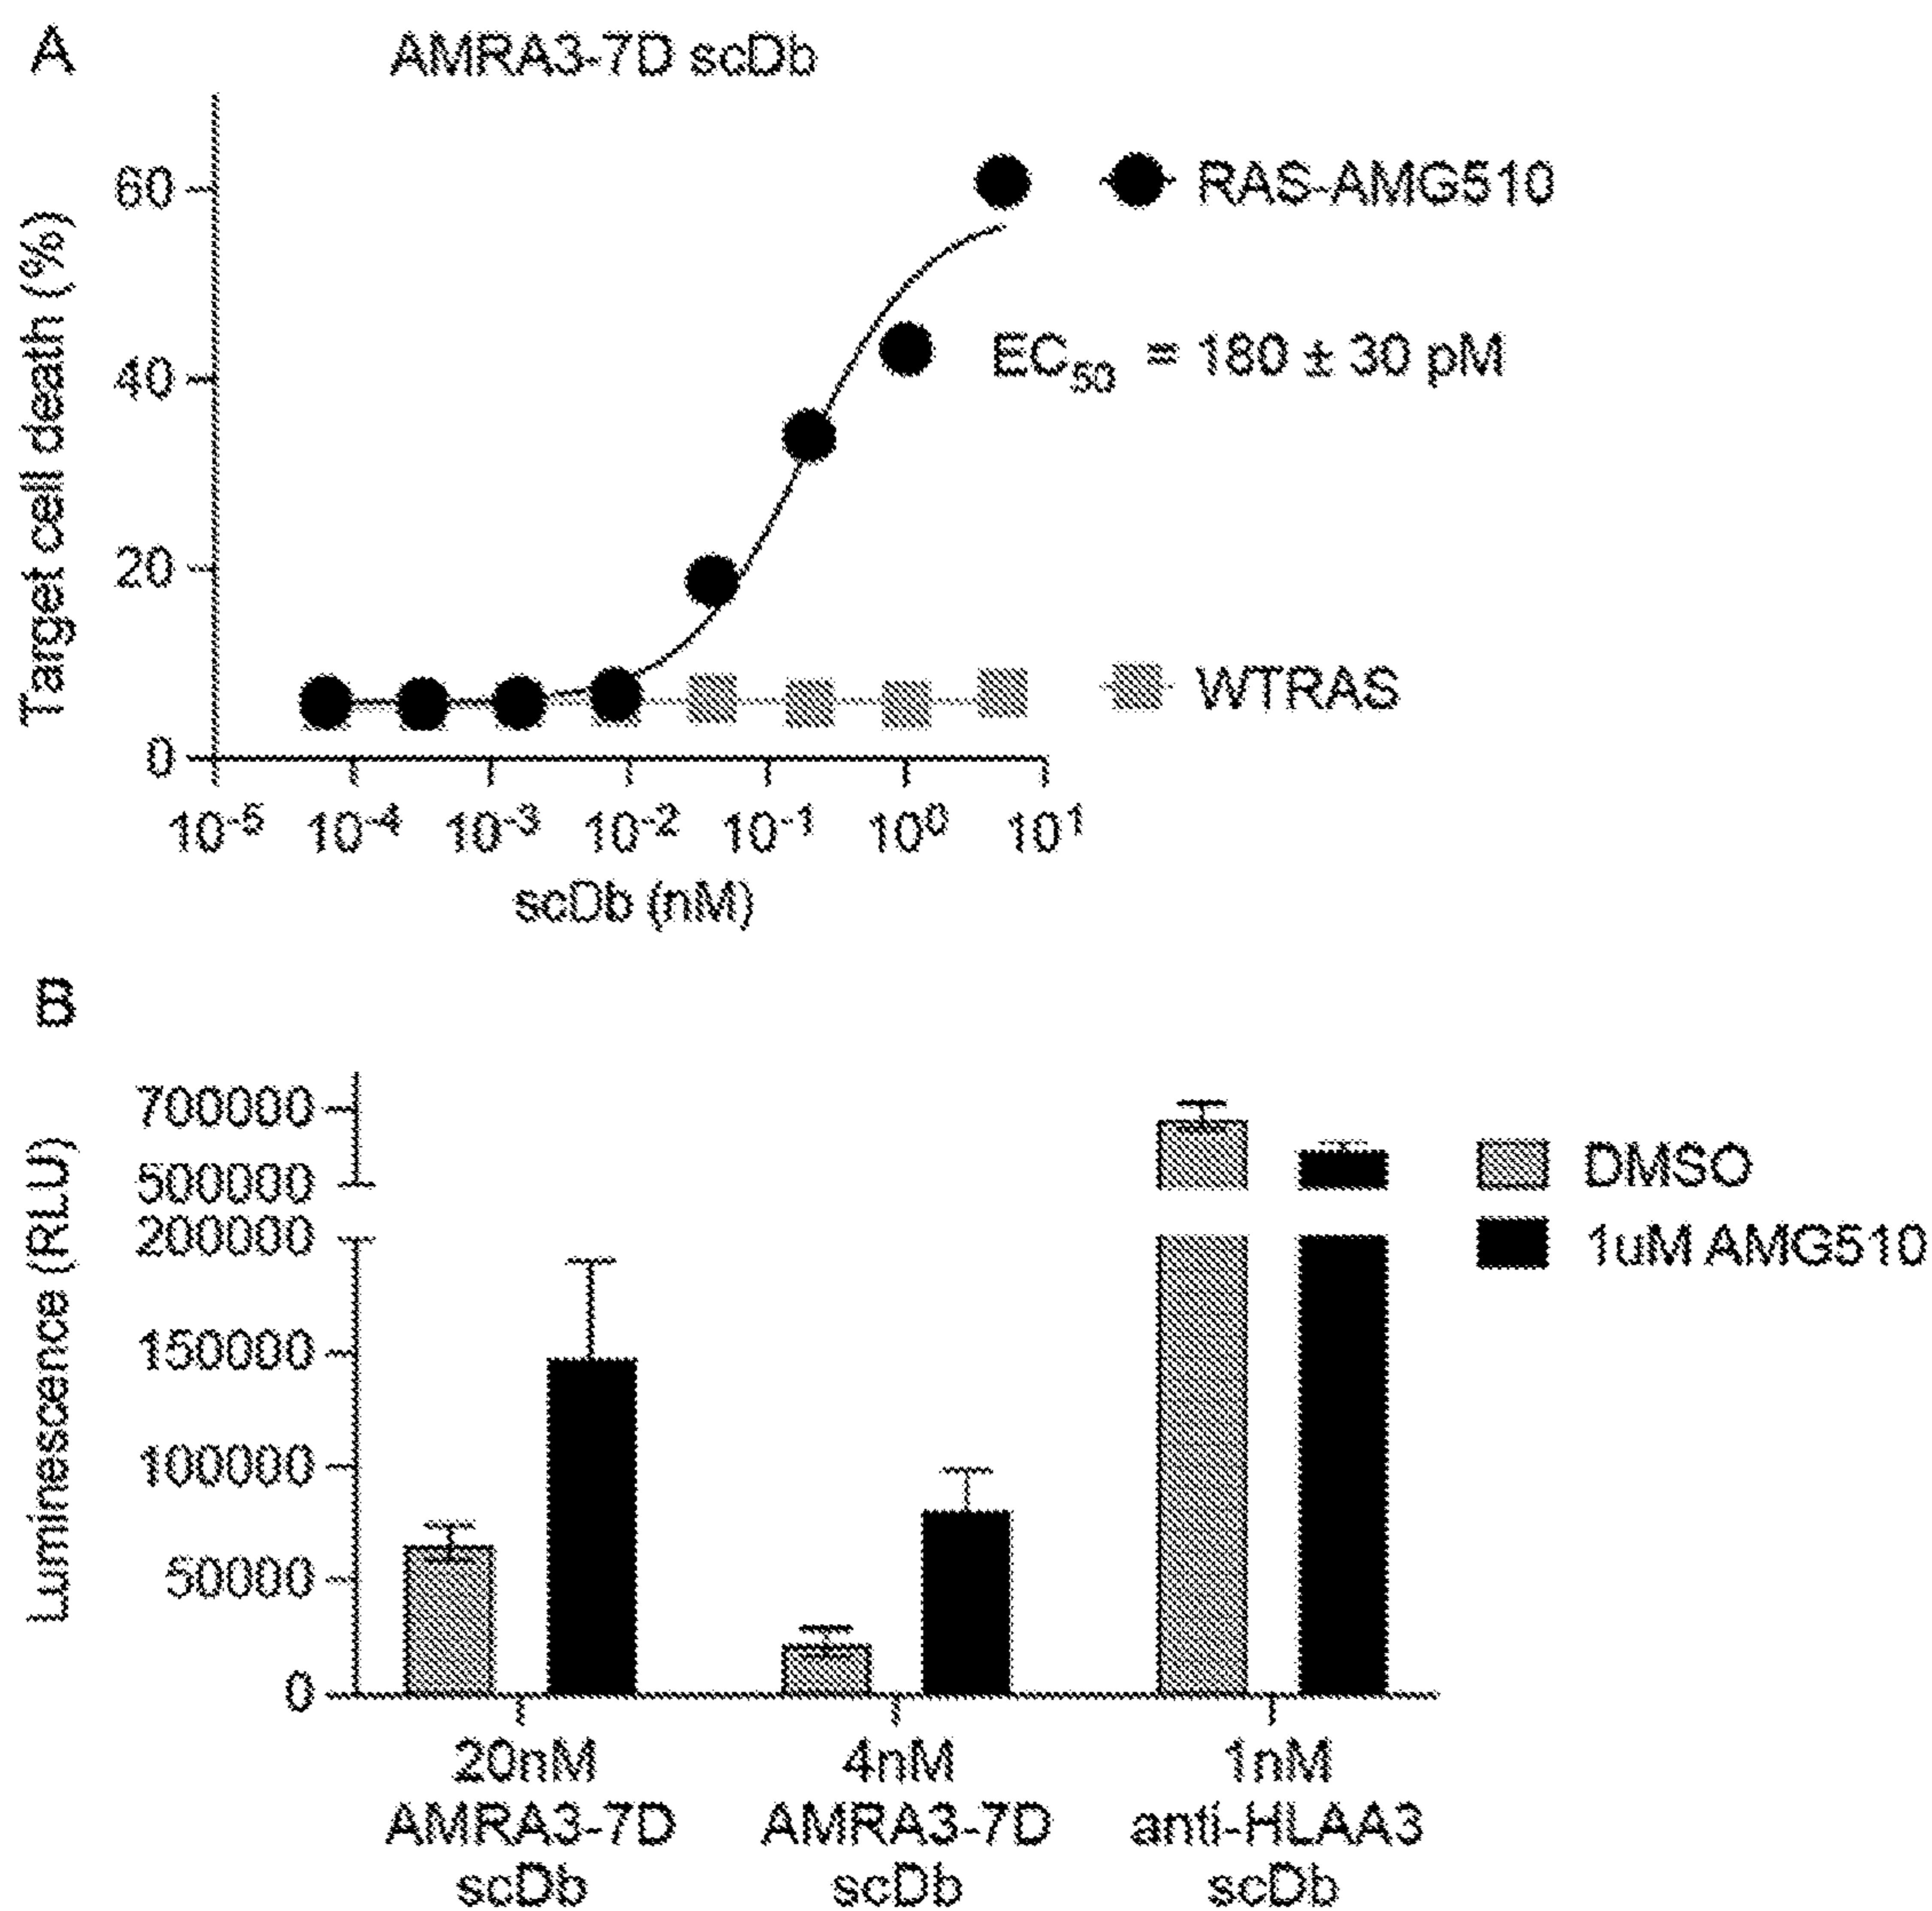 A
AMRA3-7D scDb
Target cell death (%)
60
40
20
0
RAS-AMG510
EC50 = 180 ± 30 pM
WTRAS
10-5 10-4 10-3 10-2 10-1 100 101
scDb (nM)
B
Luminescence (RLU)
700000
500000
200000
150000
100000
50000
0
DMSO
1uM AMG510
20nM
AMRA3-7D
scDb
4nM
AMRA3-7D
scDb
1nM
anti-HLAA3
scDb